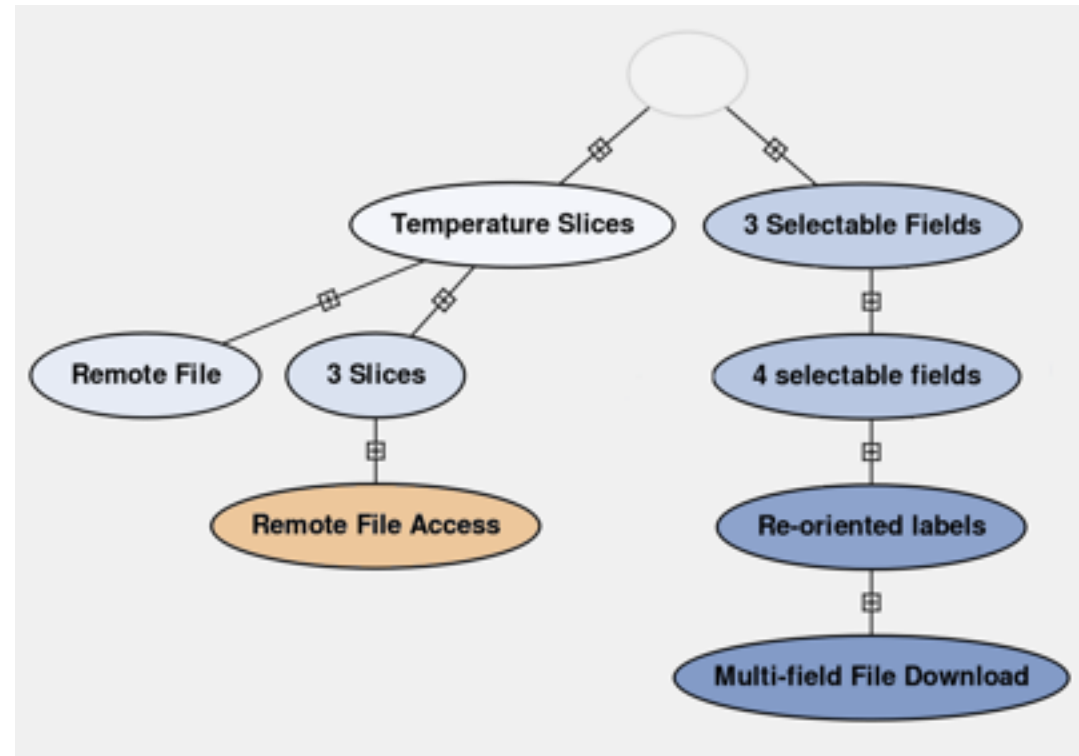 Temperature Slices
3 Selectable Fields
Remote File
3 Slices
4 selectable fields
Remote File Access
Re-oriented labels
Multi-field File Download